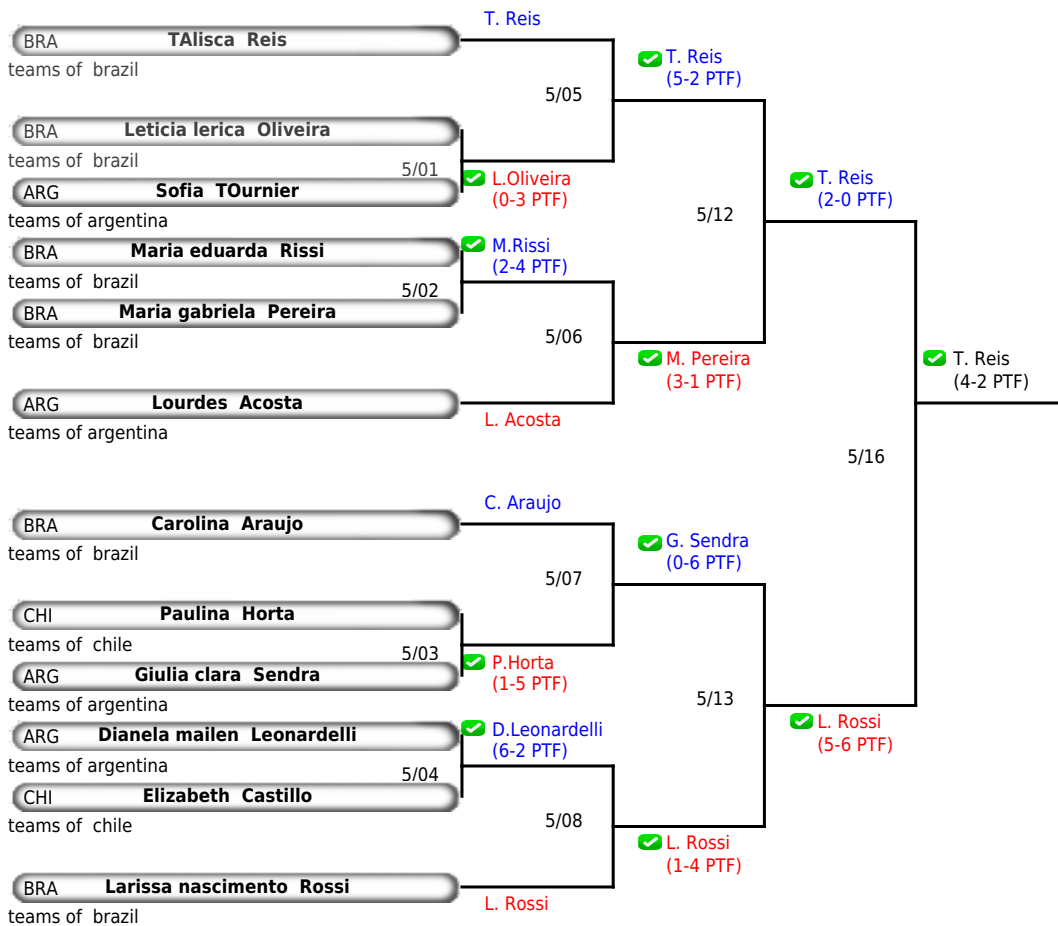 T. Reis
BRA TAlisca Reis
teams of brazil
T. Reis
(5-2 PTF)
5/05
BRA Leticia lerica Oliveira
teams of brazil
5/01
L.Oliveira
(0-3 PTF)
ARG Sofia TOurnier
teams of argentina
T. Reis
(2-0 PTF)
5/12
BRA Maria eduarda Rissi
teams of brazil
M.Rissi
(2-4 PTF)
5/02
BRA Maria gabriela Pereira
teams of brazil
5/06
M. Pereira
(3-1 PTF)
T. Reis
(4-2 PTF)
ARG Lourdes Acosta
teams of argentina
L. Acosta
5/16
C. Araujo
BRA Carolina Araujo
teams of brazil
G. Sendra
(0-6 PTF)
5/07
CHI Paulina Horta
teams of chile
5/03
P.Horta
(1-5 PTF)
ARG Giulia clara Sendra
teams of argentina
5/13
L. Rossi
(5-6 PTF)
ARG Dianela mailen Leonardelli
teams of argentina
D.Leonardelli
(6-2 PTF)
5/04
CHI Elizabeth Castillo
teams of chile
5/08
L. Rossi
(1-4 PTF)
BRA Larissa nascimento Rossi
teams of brazil
L. Rossi